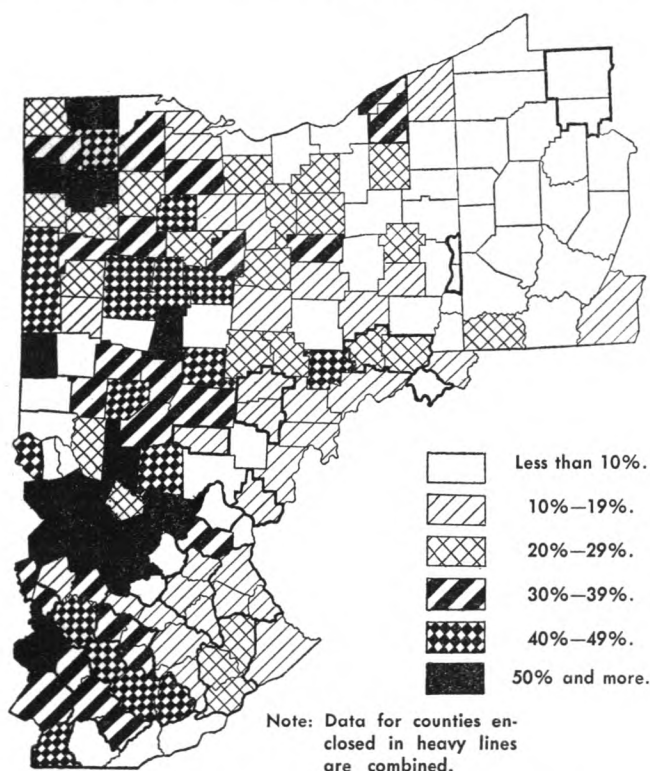 Less than 10%.
10%—19%.
20%—29%.
30%—39%.
40%—49%.
50% and more.
Note: Data for counties en-
closed in heavy lines
are combined.